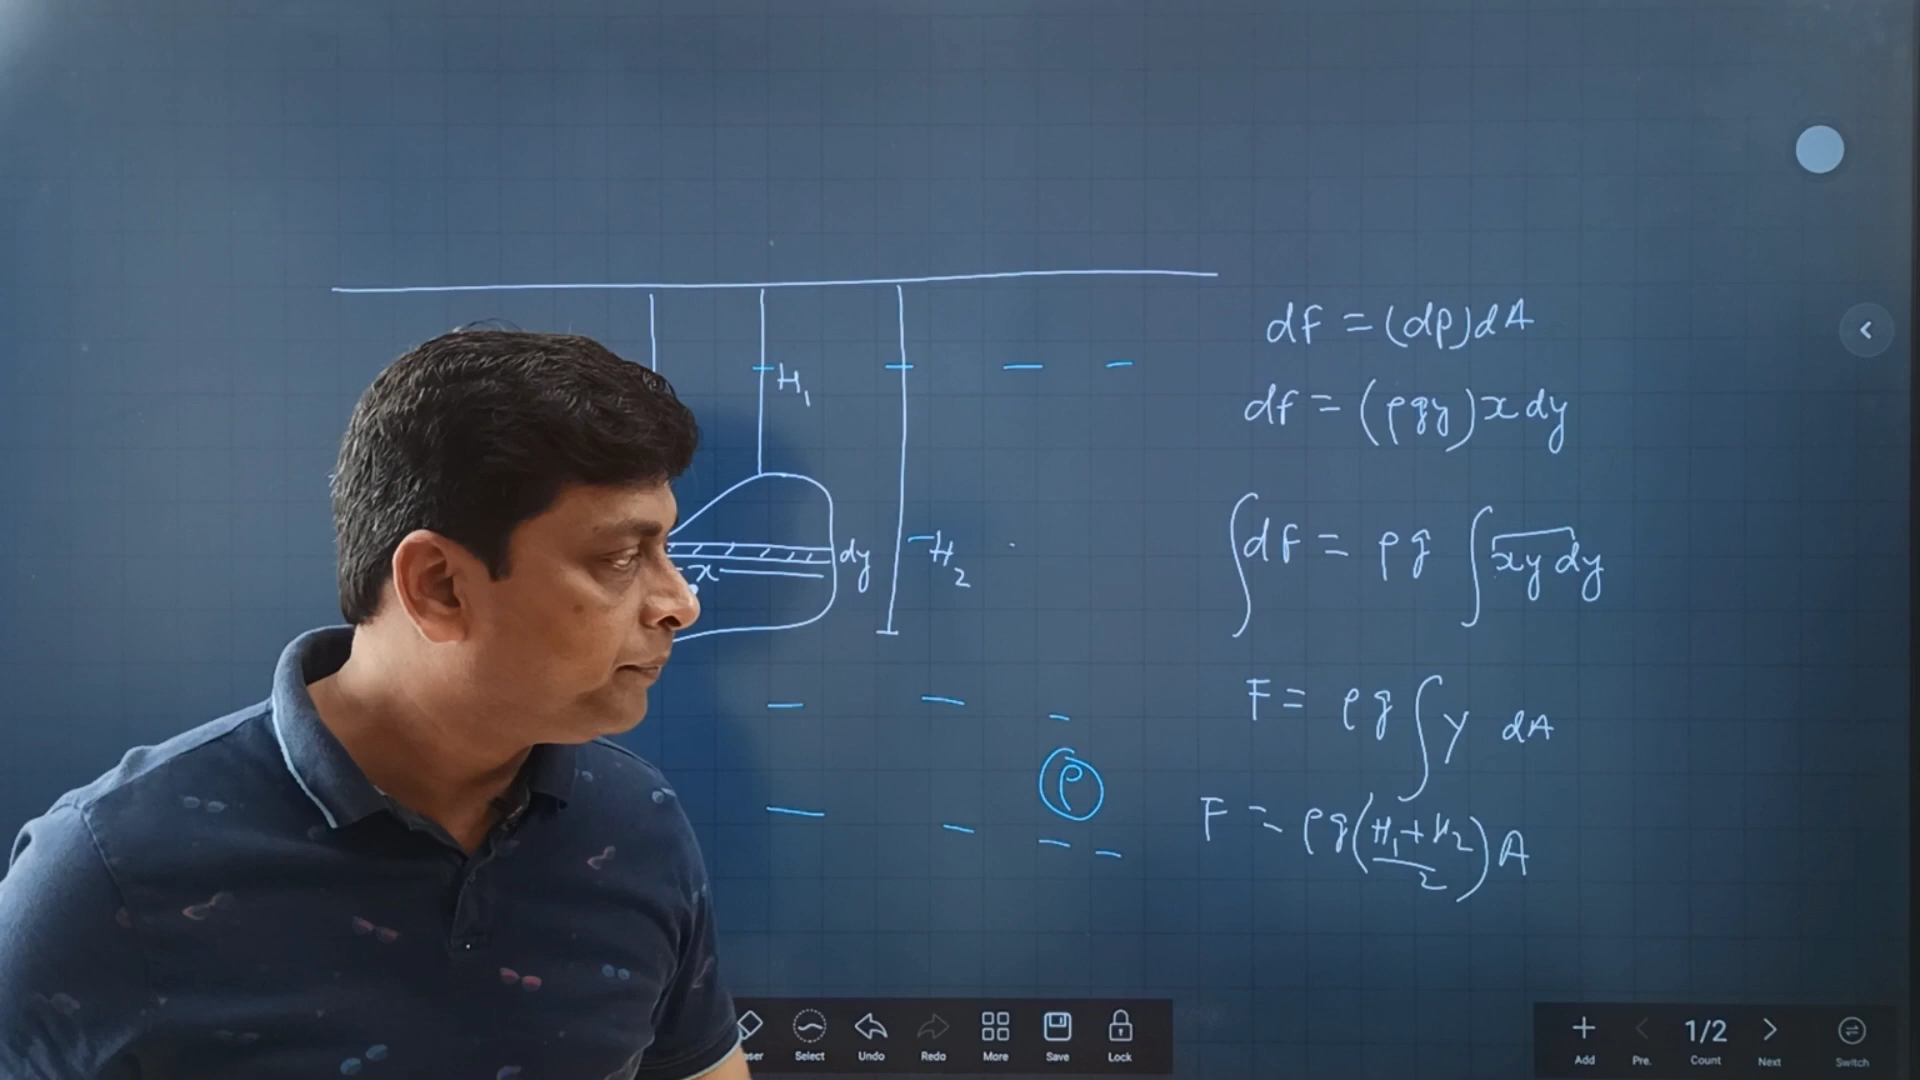 H₁
x
dy
H₂
ρ
dF = (dp)dA
dF = (ρgy)x dy
∫dF = ρg ∫xy dy
F = ρg ∫y dA
F = ρg((H₁+H₂)/2)A
Select
Undo
Redo
More
Save
Lock
Add
Pre.
1/2
Count
Next
Switch